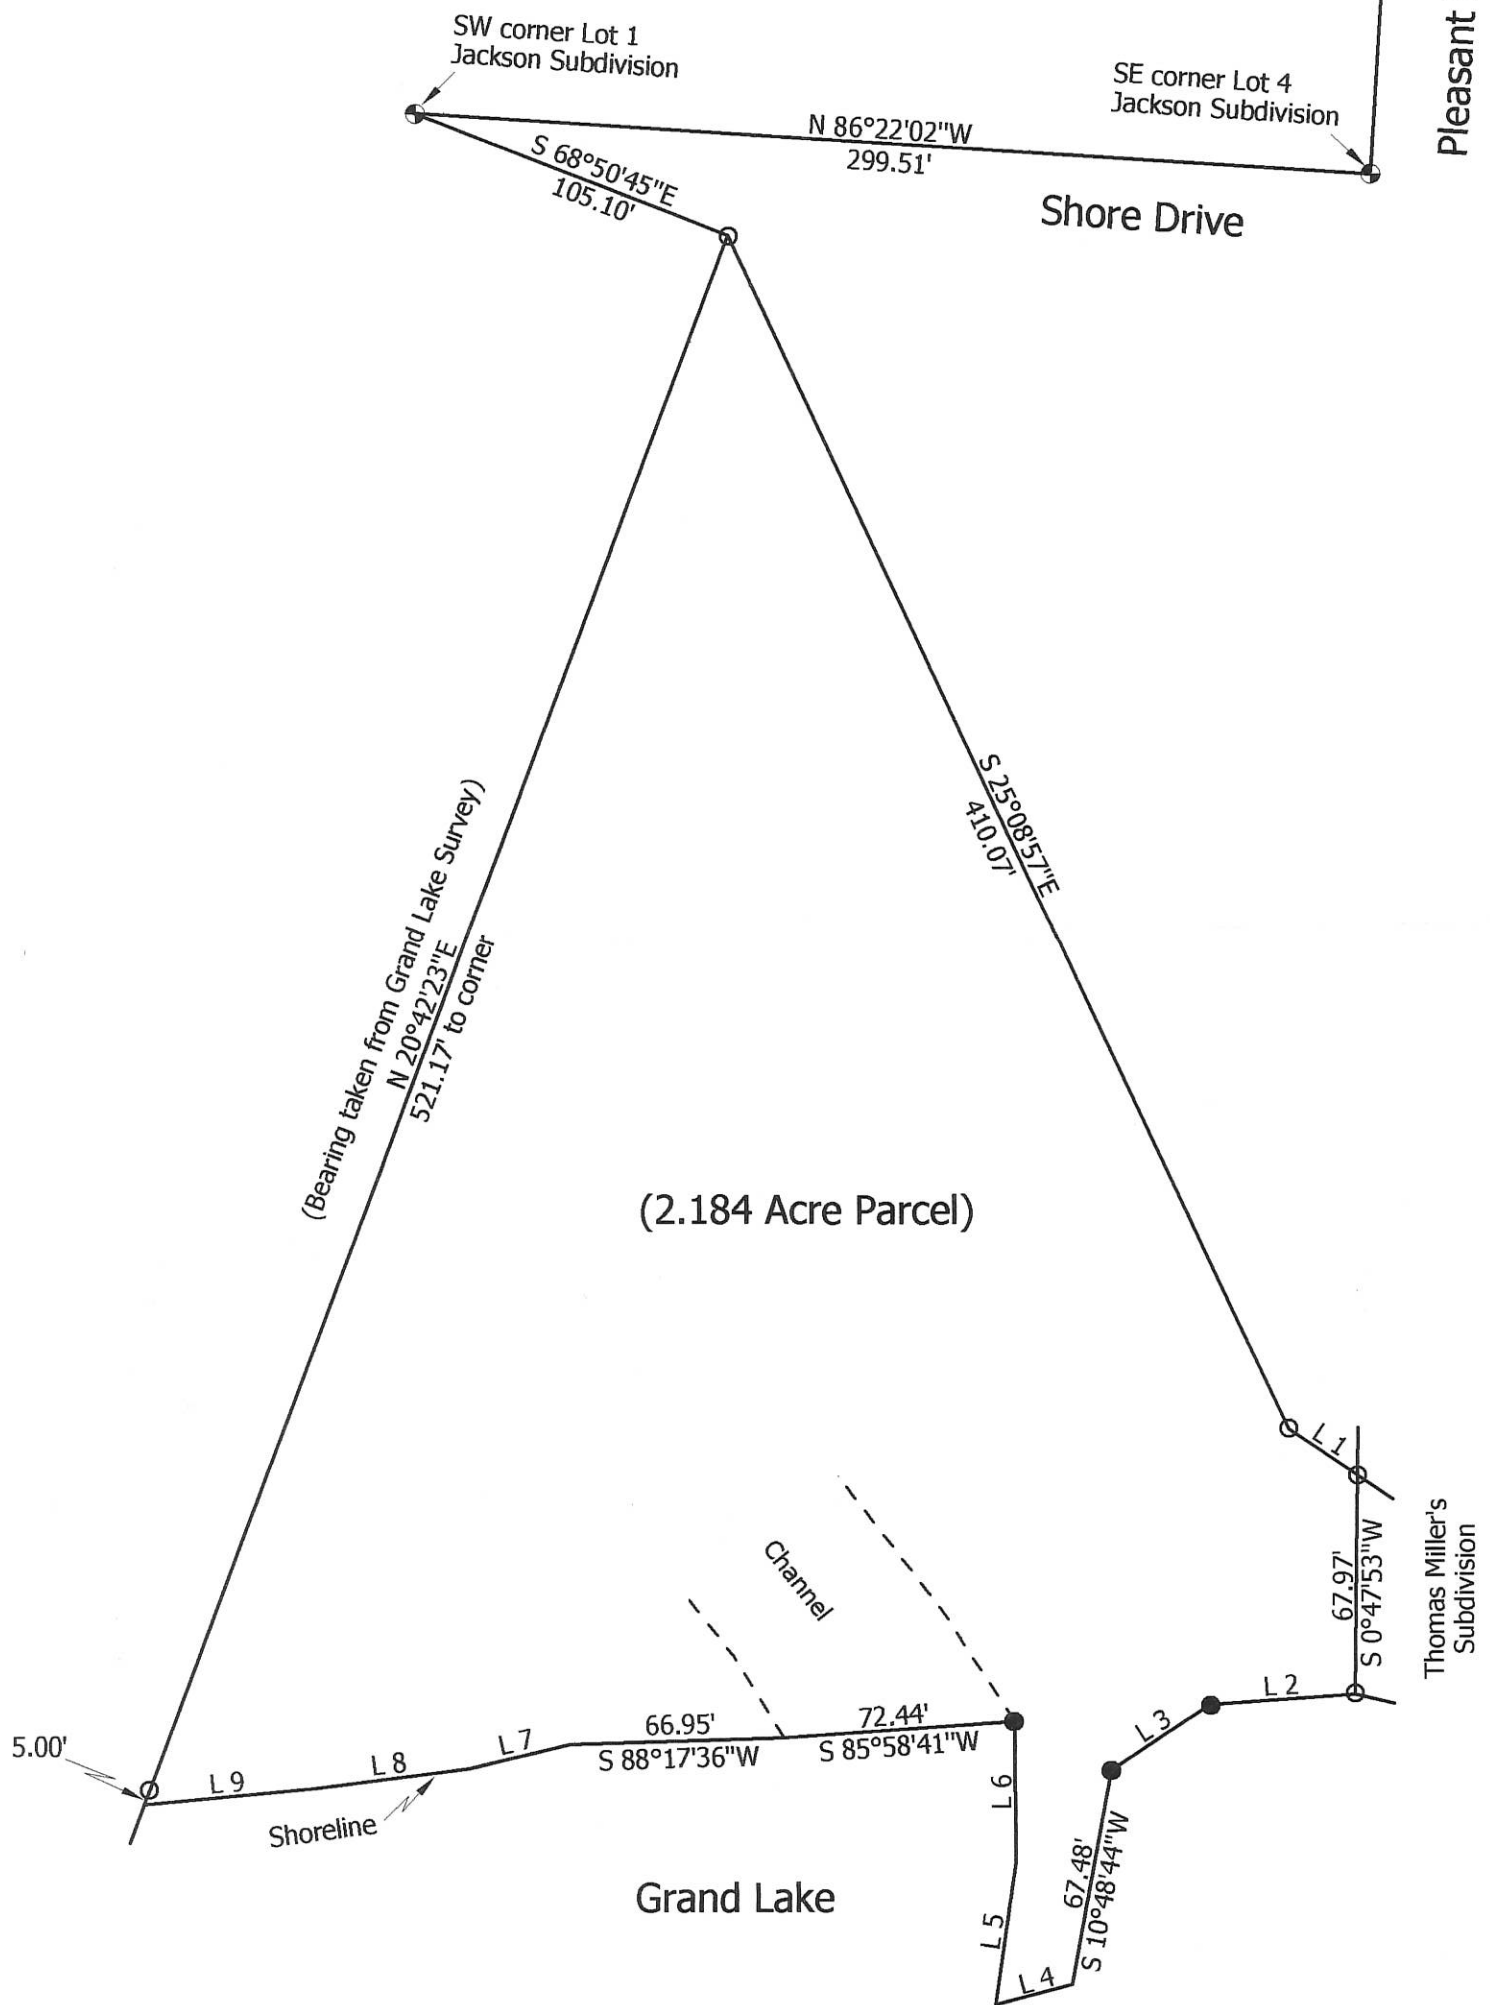 SW corner Lot 1
Jackson Subdivision
SE corner Lot 4
Jackson Subdivision
Pleasant
N 86°22'02"W
299.51'
S 68°50'45"E
105.10'
Shore Drive
S 25°08'57"E
410.07'
(Bearing taken from Grand Lake Survey)
N 20°42'23"E
521.17' to corner
(2.184 Acre Parcel)
L 1
Channel
67.97'
S 0°47'53"W
Thomas Miller's
Subdivision
L 2
L 3
66.95'
S 88°17'36"W
72.44'
S 85°58'41"W
5.00'
L 9
L 8
L 7
L 6
Shoreline
67.48'
S 10°48'44"W
Grand Lake
L 5
L 4